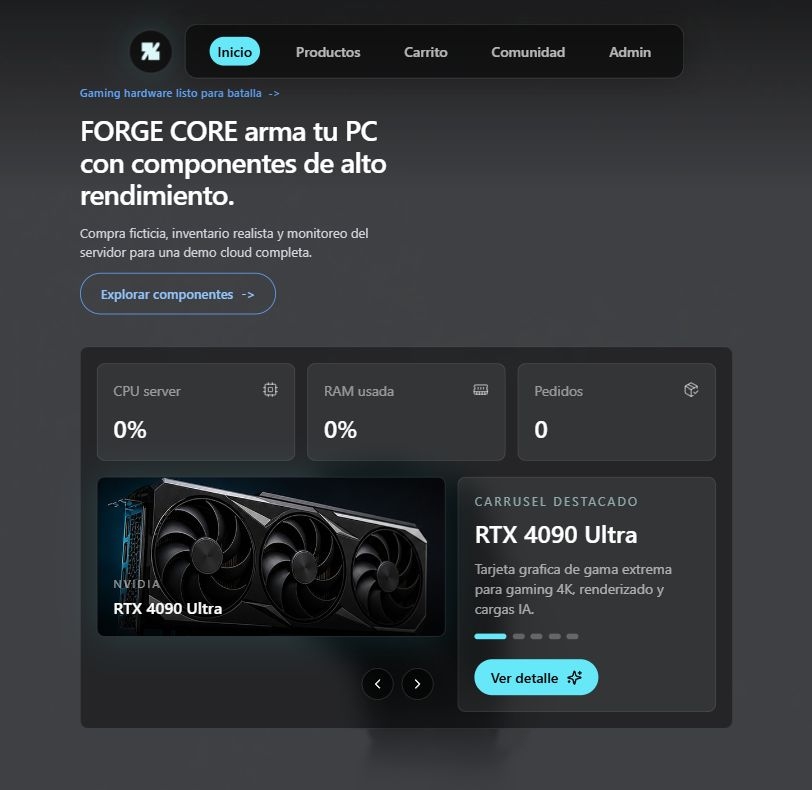 Inicio
Productos
Carrito
Comunidad
Admin
Gaming hardware listo para batalla ->
FORGE CORE arma tu PC
con componentes de alto
rendimiento.
Compra ficticia, inventario realista y monitoreo del
servidor para una demo cloud completa.
Explorar componentes ->
CPU server
0%
RAM usada
0%
Pedidos
0
NVIDIA
RTX 4090 Ultra
CARRUSEL DESTACADO
RTX 4090 Ultra
Tarjeta grafica de gama extrema
para gaming 4K, renderizado y
cargas IA.
Ver detalle